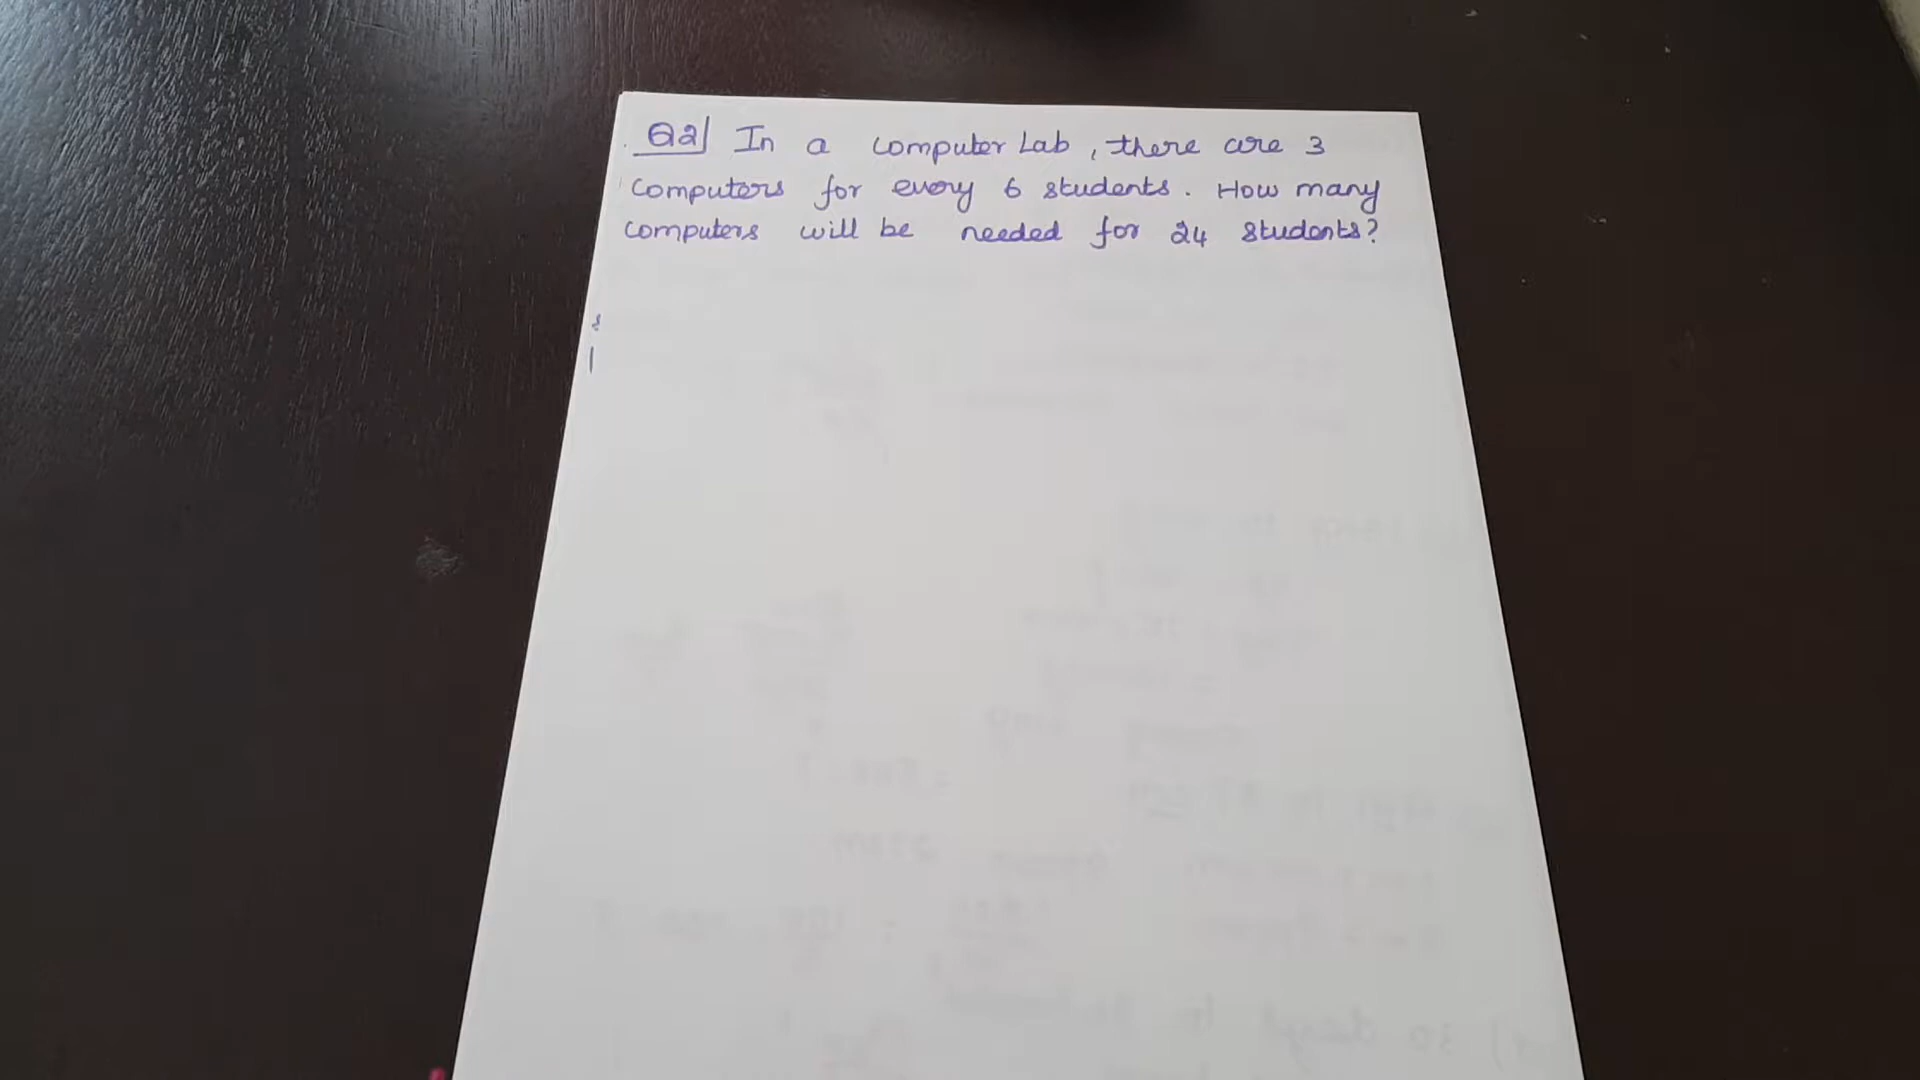 Q2| In a computer Lab, there are 3
computers for every 6 students. How many
computers will be needed for 24 students?